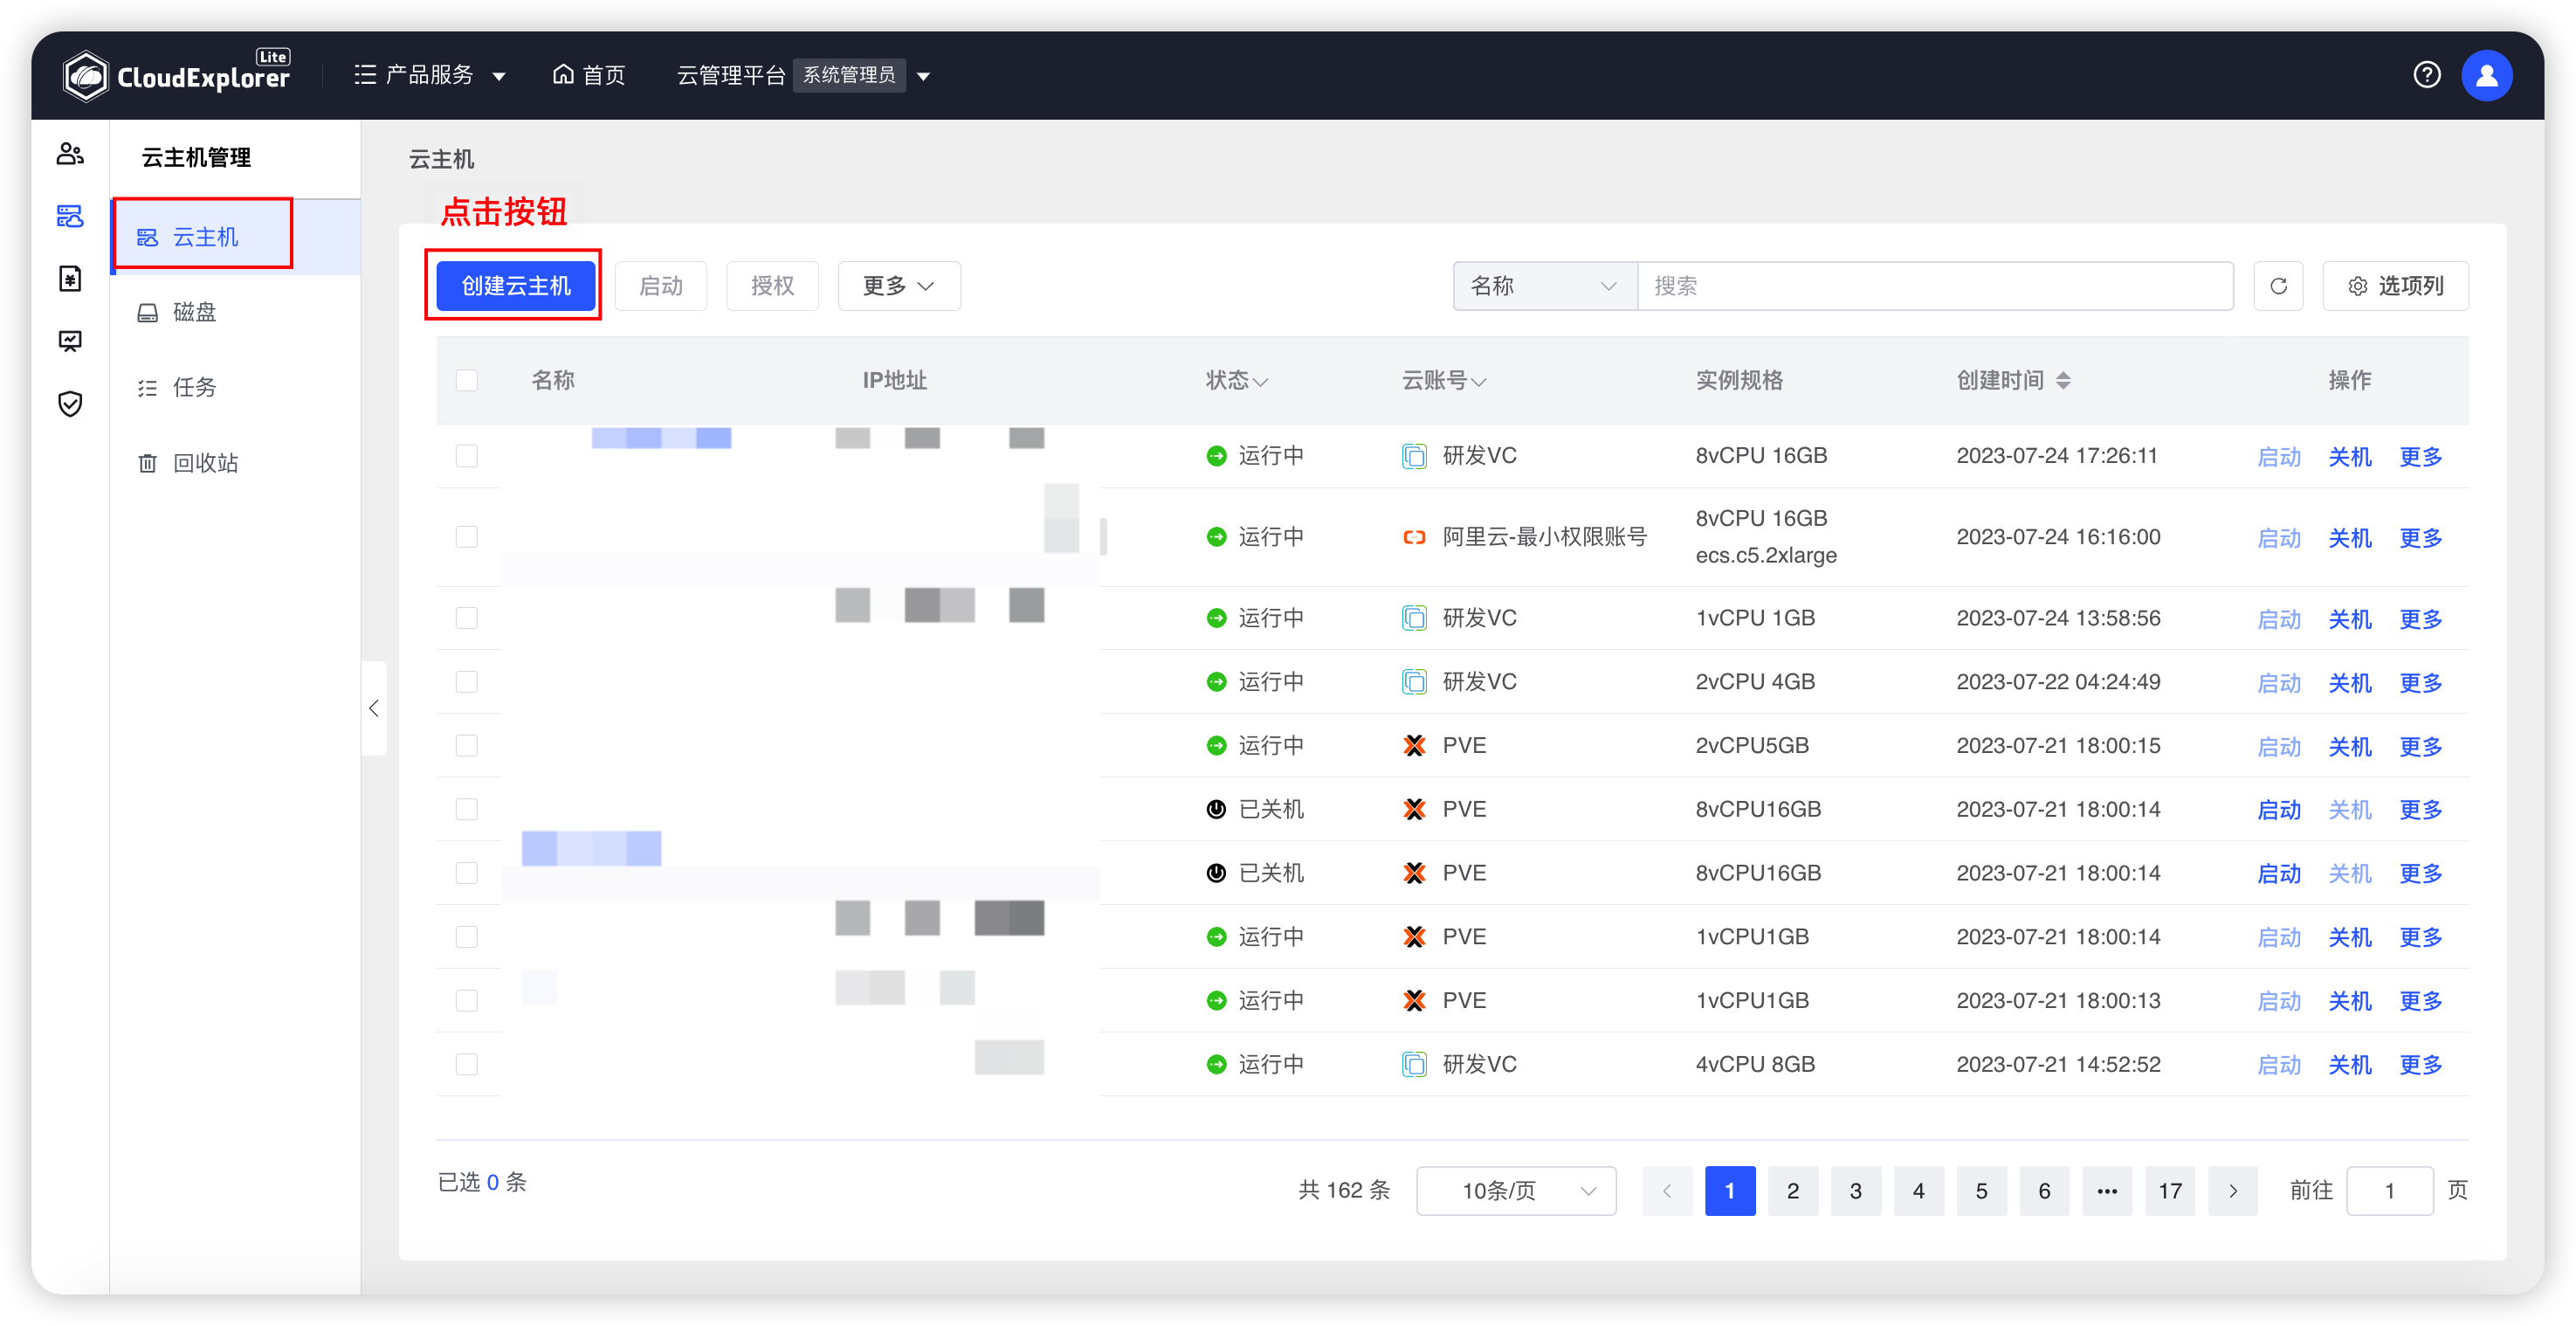 CloudExplorer Lite 产品服务 首页 云管理平台 系统管理员
云主机管理
云主机
磁盘
任务
回收站
云主机
点击按钮
创建云主机 启动 授权 更多 名称 搜索 选项列
名称 IP地址 状态 云账号 实例规格 创建时间 操作
运行中 研发VC 8vCPU 16GB 2023-07-24 17:26:11 启动 关机 更多
运行中 阿里云-最小权限账号 8vCPU 16GB ecs.c5.2xlarge 2023-07-24 16:16:00 启动 关机 更多
运行中 研发VC 1vCPU 1GB 2023-07-24 13:58:56 启动 关机 更多
运行中 研发VC 2vCPU 4GB 2023-07-22 04:24:49 启动 关机 更多
运行中 PVE 2vCPU5GB 2023-07-21 18:00:15 启动 关机 更多
已关机 PVE 8vCPU16GB 2023-07-21 18:00:14 启动 关机 更多
已关机 PVE 8vCPU16GB 2023-07-21 18:00:14 启动 关机 更多
运行中 PVE 1vCPU1GB 2023-07-21 18:00:14 启动 关机 更多
运行中 PVE 1vCPU1GB 2023-07-21 18:00:13 启动 关机 更多
运行中 研发VC 4vCPU 8GB 2023-07-21 14:52:52 启动 关机 更多
已选 0 条 共 162 条 10条/页 1 2 3 4 5 6 ••• 17 前往 1 页